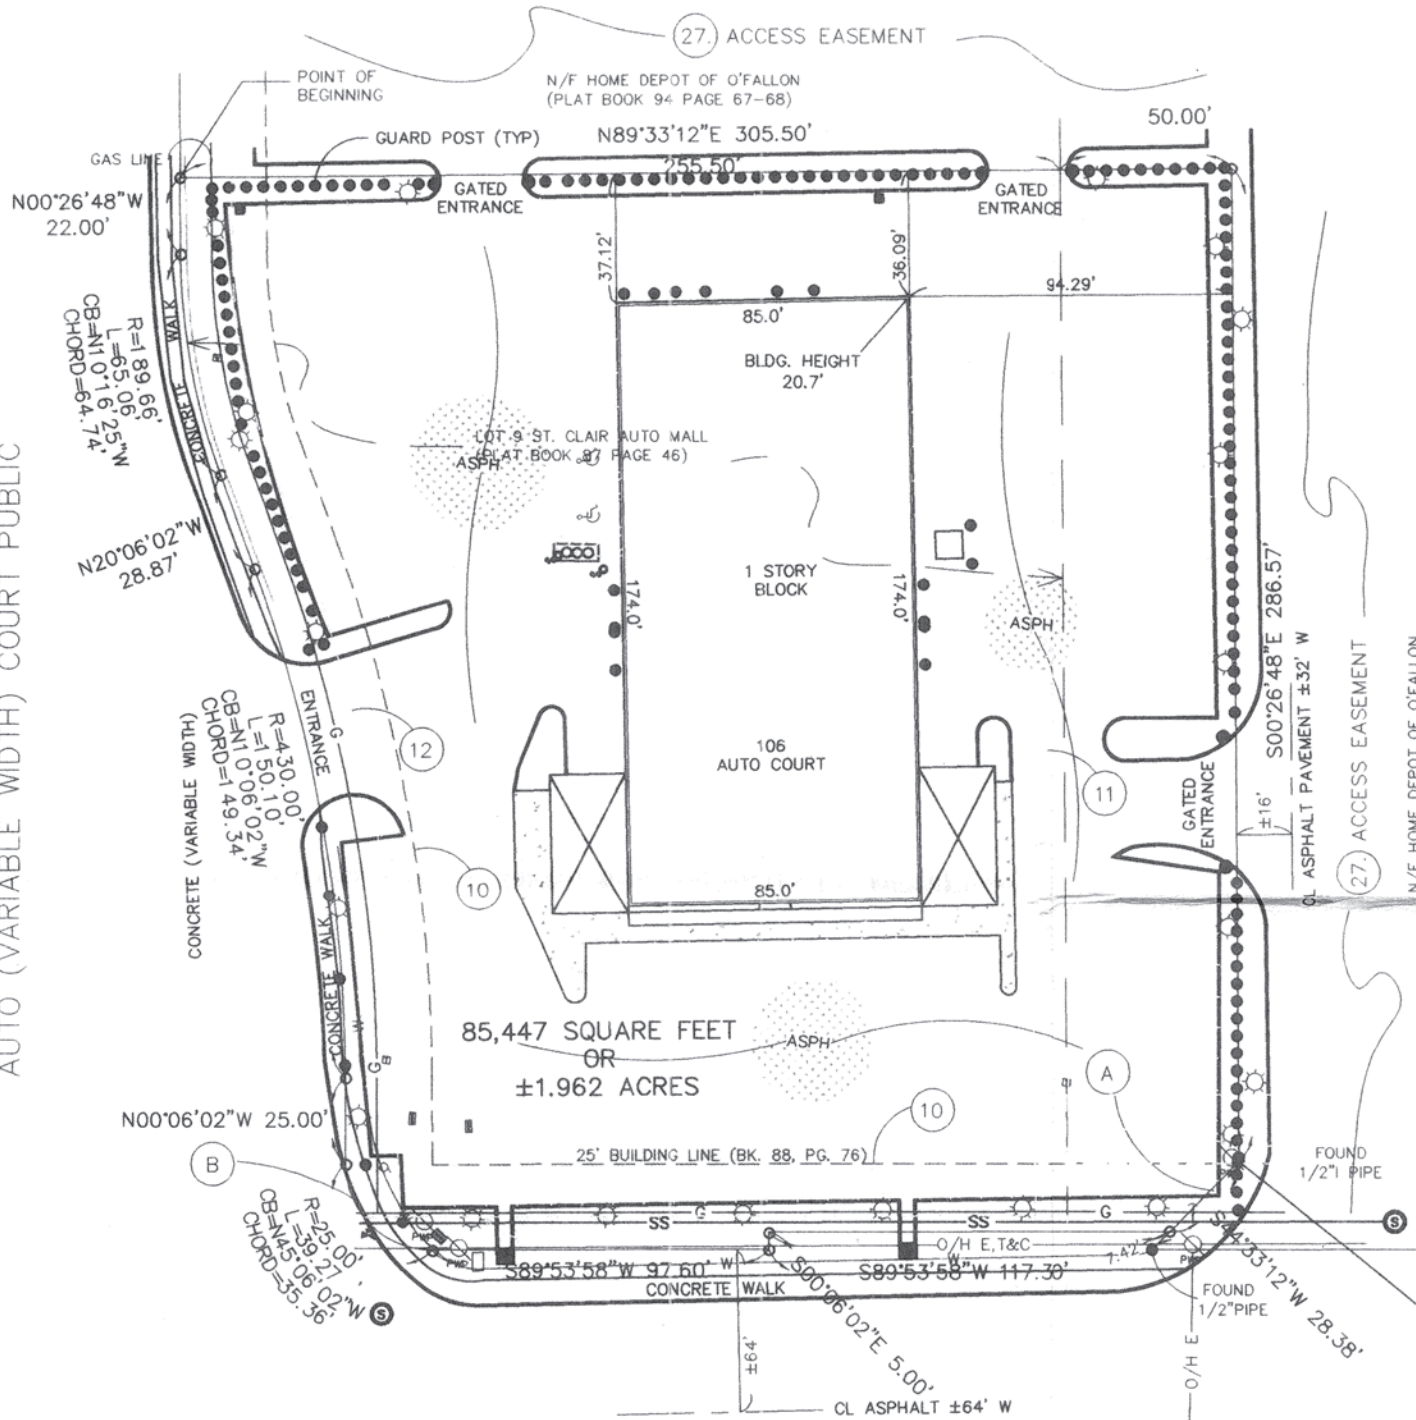 27. ACCESS EASEMENT
POINT OF
BEGINNING
N/F HOME DEPOT OF O'FALLON
(PLAT BOOK 94 PAGE 67-68)
50.00'
GUARD POST (TYP)
N89°33'12"E 305.50'
255.50'
GAS LINE
GATED
ENTRANCE
GATED
ENTRANCE
N00°26'48"W
22.00'
37.12'
36.09'
94.29'
85.0'
BLDG. HEIGHT
20.7'
R=189.66'
L=65.06'
CB=N10°16'25"W
CHORD=64.74'
CONCRETE WALK
LOT 9 ST. CLAIR AUTO MALL
(PLAT BOOK 87 PAGE 46)
ASPH
AUTO (VARIABLE WIDTH) COURT PUBLIC
N20°06'02"W
28.87'
1 STORY
BLOCK
174.0'
174.0'
ASPH
S00°26'48"E 286.57'
CL ASPHALT PAVEMENT ±32' W
27. ACCESS EASEMENT
N/F HOME DEPOT OF O'FALLON
ENTRANCE
G
12
R=430.00'
L=150.10'
CB=N10°06'02"W
CHORD=149.34'
CONCRETE (VARIABLE WIDTH)
106
AUTO COURT
11
GATED
ENTRANCE
±16'
10
85.0'
CONCRETE WALK
W
G
85,447 SQUARE FEET
OR
±1.962 ACRES
ASPH
A
N00°06'02"W 25.00'
10
B
25' BUILDING LINE (BK. 88, PG. 76)
FOUND
1/2"I PIPE
R=25.00'
L=39.27'
CB=N45°06'02"W
CHORD=35.36'
S
PWP
PWP
SS
G
SS
G
O/H E,T&C
W
W
7.42'
PWP
S
S89°53'58"W 97.60'
S89°53'58"W 117.30'
CONCRETE WALK
S00°06'02"E 5.00'
S44°33'12"W 28.38'
FOUND
1/2"PIPE
±64'
O/H E
CL ASPHALT ±64' W